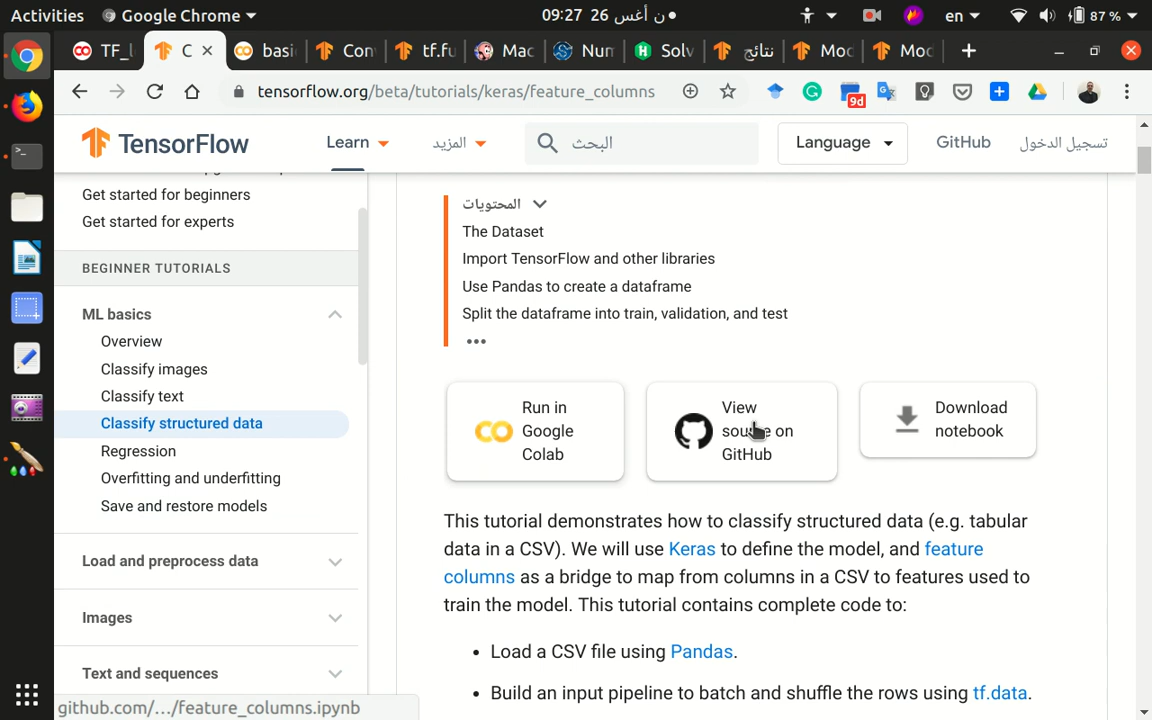 Activities
Google Chrome
09:27 26 ن أغس
en
87 %
TF_l
C
basi
Con
tf.fu
Mac
Nun
Solv
نتائج
Moc
Moc
tensorflow.org/beta/tutorials/keras/feature_columns
9d
TensorFlow
Learn
المزيد
البحث
Language
GitHub
تسجيل الدخول
Get started for beginners
Get started for experts
BEGINNER TUTORIALS
ML basics
Overview
Classify images
Classify text
Classify structured data
Regression
Overfitting and underfitting
Save and restore models
Load and preprocess data
Images
Text and sequences
github.com/.../feature_columns.ipynb
المحتويات
The Dataset
Import TensorFlow and other libraries
Use Pandas to create a dataframe
Split the dataframe into train, validation, and test
Run in
Google
Colab
View
source on
GitHub
Download
notebook
This tutorial demonstrates how to classify structured data (e.g. tabular
data in a CSV). We will use Keras to define the model, and feature
columns as a bridge to map from columns in a CSV to features used to
train the model. This tutorial contains complete code to:
• Load a CSV file using Pandas.
• Build an input pipeline to batch and shuffle the rows using tf.data.